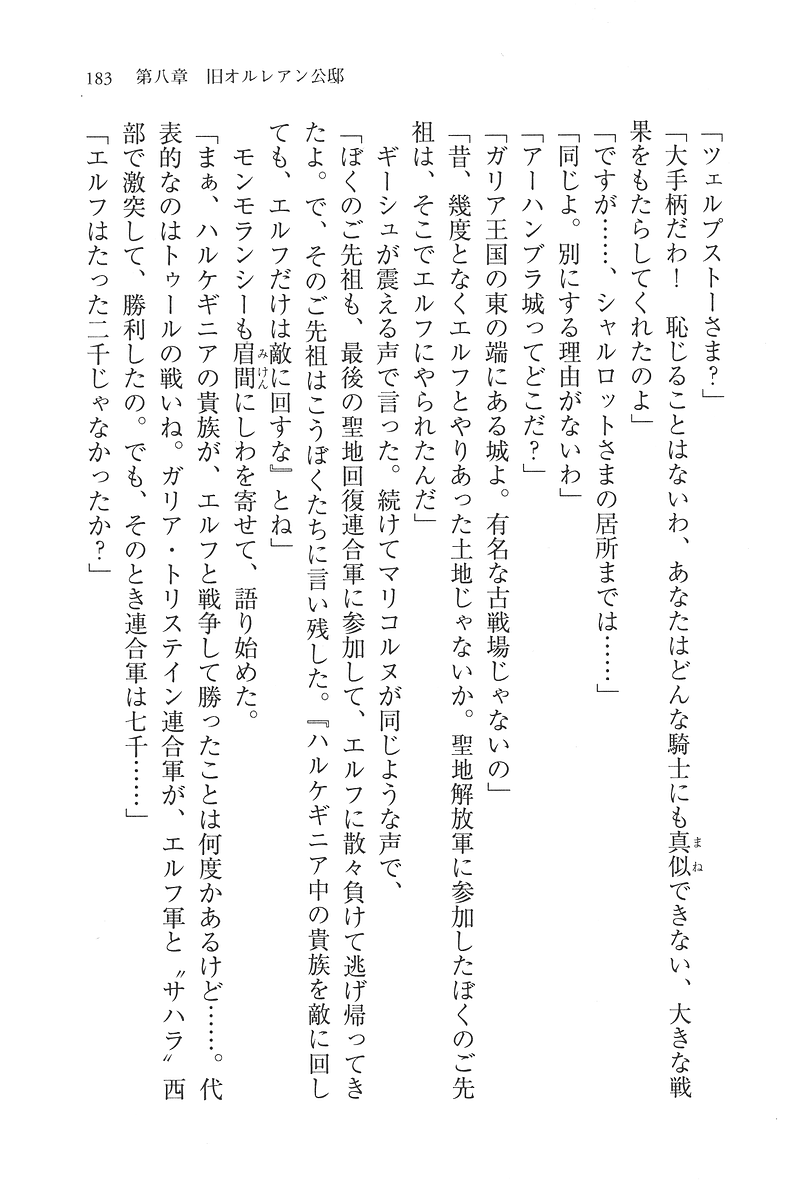 183　第八章　旧オルレアン公邸
「ツェルプストーさま？」
「大手柄だわ！　恥じることはないわ、あなたはどんな騎士にも真似できない、大きな戦
果をもたらしてくれたのよ」
「ですが……、シャルロットさまの居所までは……」
「同じよ。別にする理由がないわ」
「アーハンブラ城ってどこだ？」
「ガリア王国の東の端にある城よ。有名な古戦場じゃないの」
「昔、幾度となくエルフとやりあった土地じゃないか。聖地解放軍に参加したぼくのご先
祖は、そこでエルフにやられたんだ」
　ギーシュが震える声で言った。続けてマリコルヌが同じような声で、
「ぼくのご先祖も、最後の聖地回復連合軍に参加して、エルフに散々負けて逃げ帰ってき
たよ。で、そのご先祖はこうぼくたちに言い残した。『ハルケギニア中の貴族を敵に回し
ても、エルフだけは敵に回すな』とね」
　モンモランシーも眉間にしわを寄せて、語り始めた。
「まぁ、ハルケギニアの貴族が、エルフと戦争して勝ったことは何度かあるけど……。代
表的なのはトゥールの戦いね。ガリア・トリステイン連合軍が、エルフ軍と〝サハラ〟西
部で激突して、勝利したの。でも、そのとき連合軍は七千……」
「エルフはたった二千じゃなかったか？」